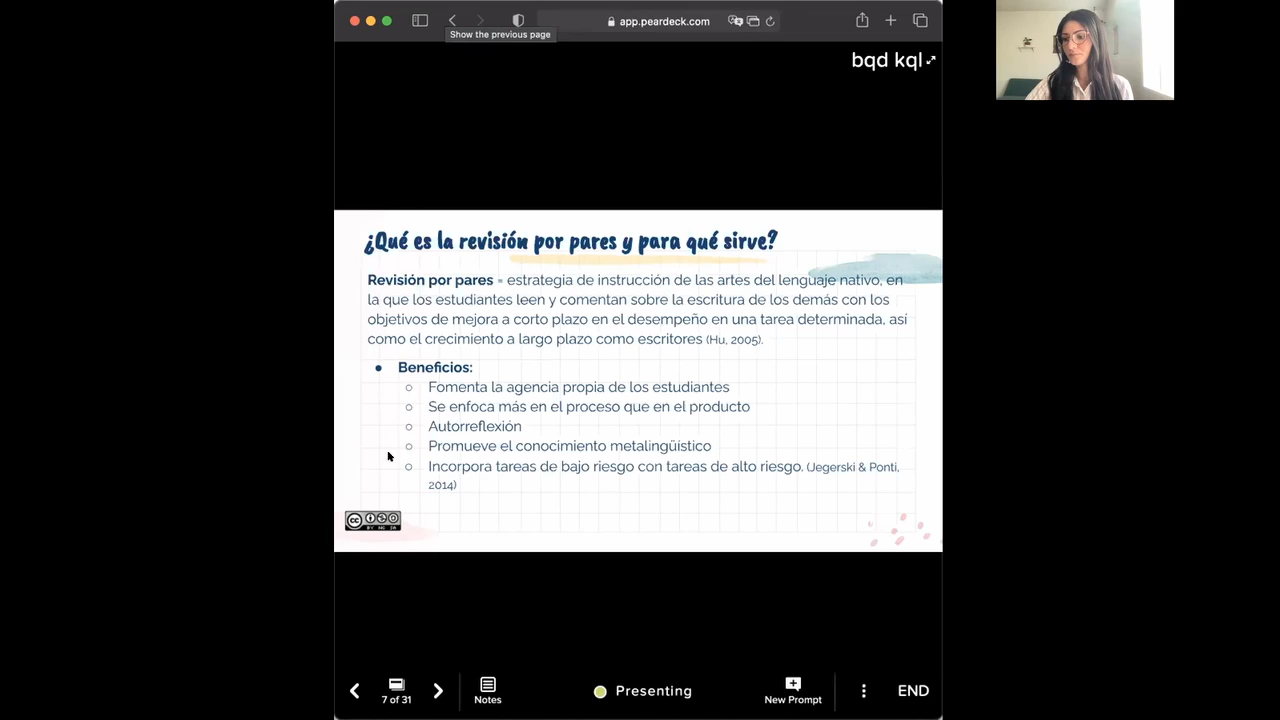 app.peardeck.com
Show the previous page
bqd kql
¿Qué es la revisión por pares y para qué sirve?
Revisión por pares = estrategia de instrucción de las artes del lenguaje nativo, en
la que los estudiantes leen y comentan sobre la escritura de los demás con los
objetivos de mejora a corto plazo en el desempeño en una tarea determinada, así
como el crecimiento a largo plazo como escritores (Hu, 2005).
● Beneficios:
○ Fomenta la agencia propia de los estudiantes
○ Se enfoca más en el proceso que en el producto
○ Autorreflexión
○ Promueve el conocimiento metalingüístico
○ Incorpora tareas de bajo riesgo con tareas de alto riesgo. (Jegerski & Ponti,
2014)
cc
BY NC SA
7 of 31
Notes
Presenting
New Prompt
END